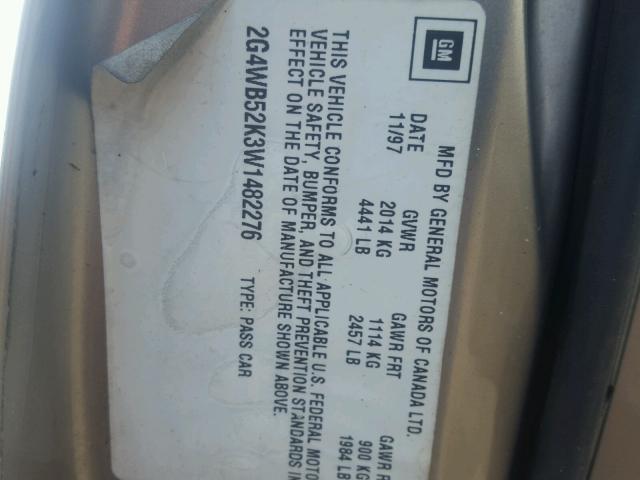 GM
MFD BY GENERAL MOTORS OF CANADA LTD.
DATE GVWR GAWR FRT GAWR
11/97 2014 KG 1114 KG 900 KG
4441 LB 2457 LB 1984 LB
THIS VEHICLE CONFORMS TO ALL APPLICABLE U.S. FEDERAL
VEHICLE SAFETY, BUMPER, AND THEFT PREVENTION STANDARDS
EFFECT ON THE DATE OF MANUFACTURE SHOWN ABOVE.
2G4WB52K3W1482276 TYPE: PASS CAR